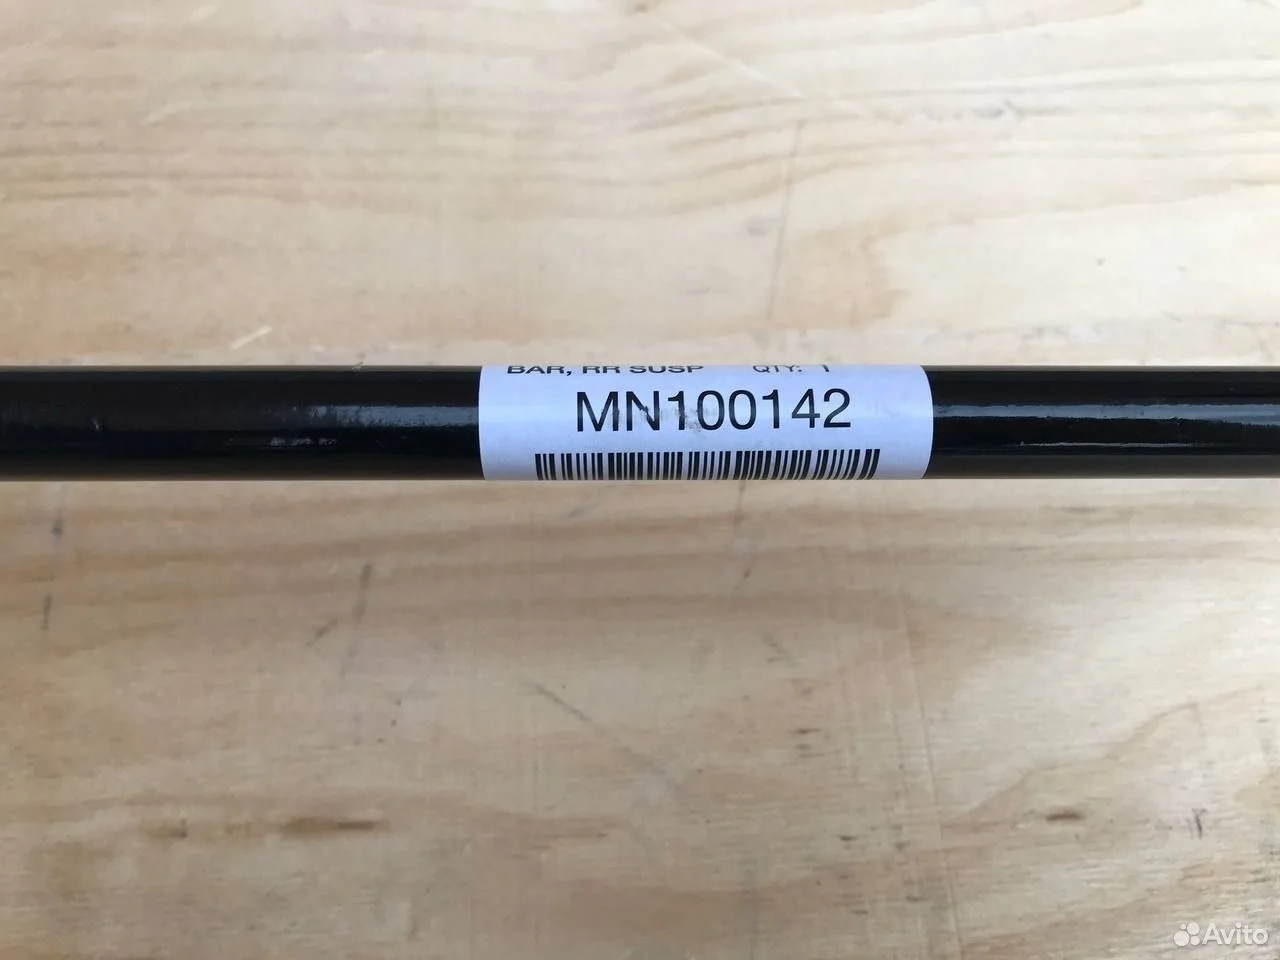 BAR, RR SUSP QTY: 1
MN100142
Avito